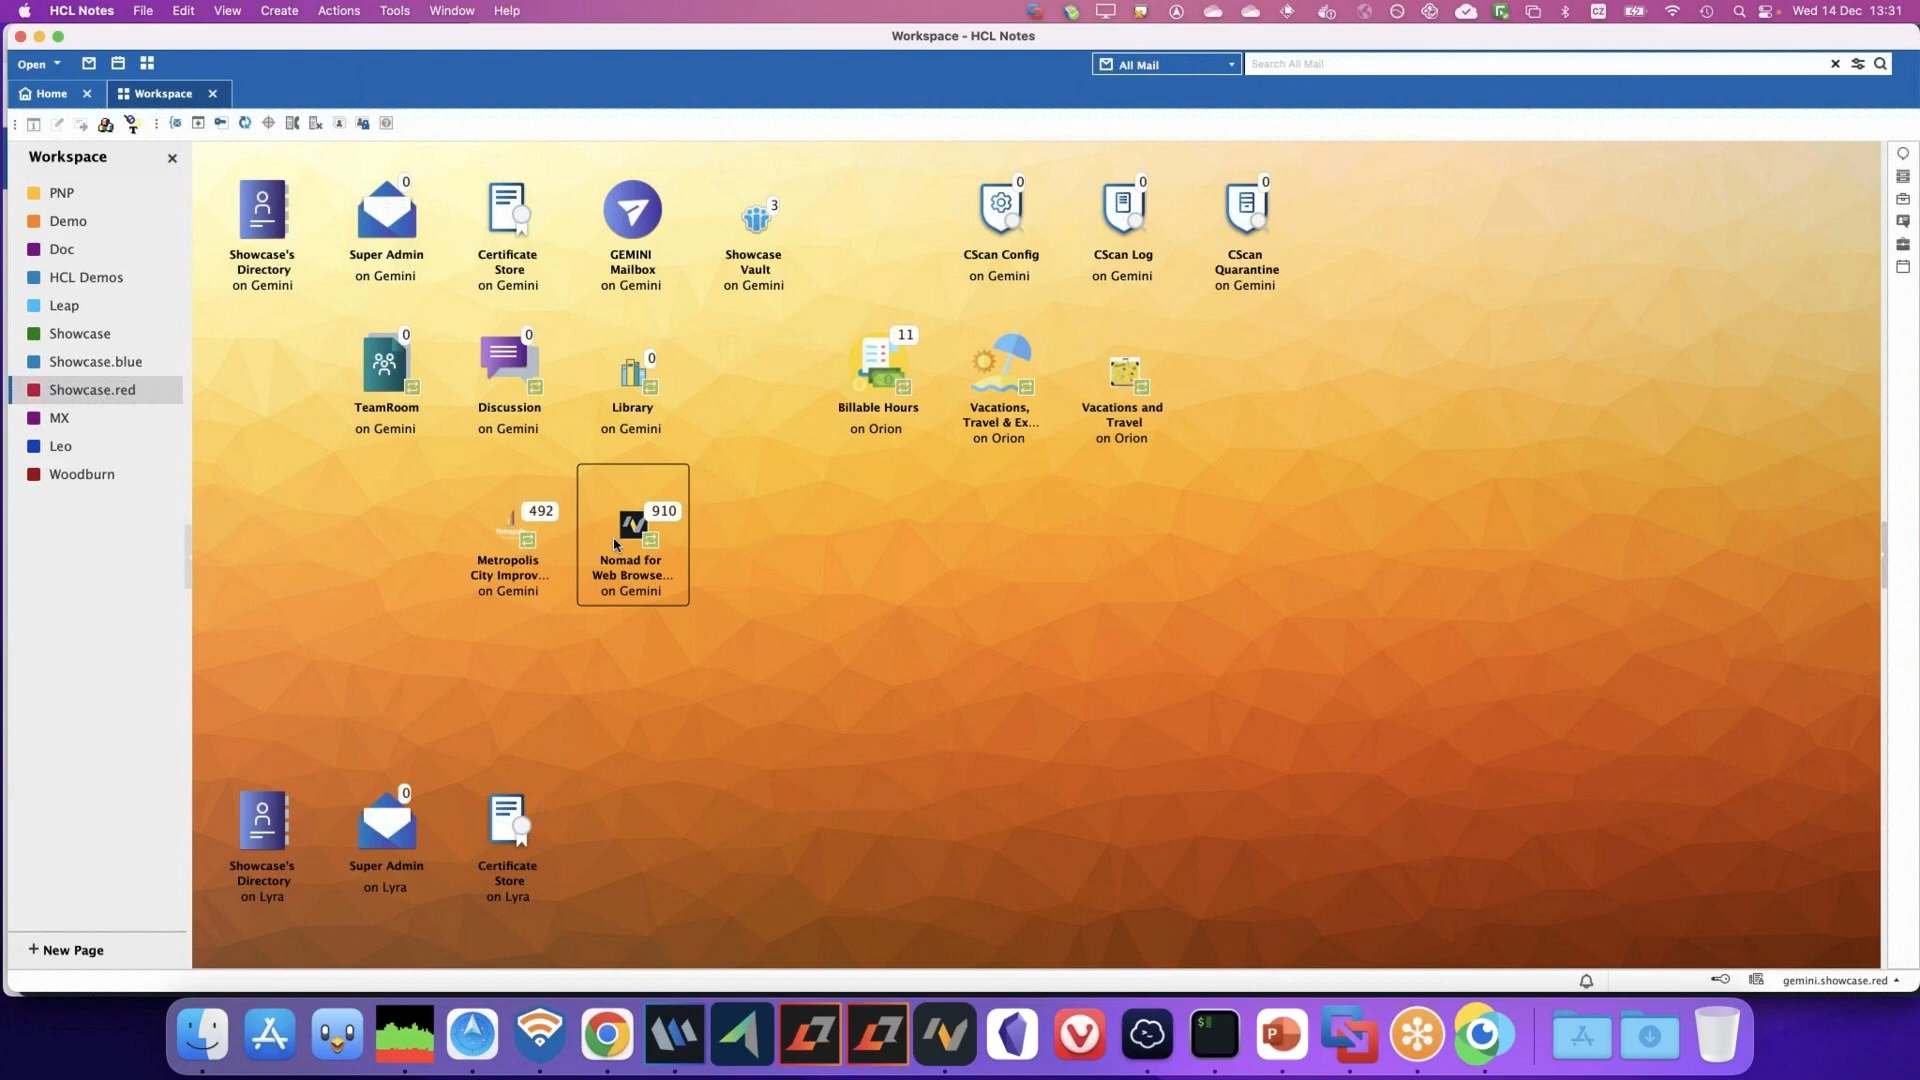 HCL Notes File Edit View Create Actions Tools Window Help
CZ
Wed 14 Dec 13:31
Workspace - HCL Notes
Open
All Mail
Search All Mail
Home
Workspace
Workspace
PNP
Demo
Doc
HCL Demos
Leap
Showcase
Showcase.blue
Showcase.red
MX
Leo
Woodburn
New Page
Showcase's
Directory
on Gemini
0
Super Admin
on Gemini
Certificate
Store
on Gemini
GEMINI
Mailbox
on Gemini
3
Showcase
Vault
on Gemini
0
CScan Config
on Gemini
0
CScan Log
on Gemini
0
CScan
Quarantine
on Gemini
0
TeamRoom
on Gemini
0
Discussion
on Gemini
0
Library
on Gemini
11
Billable Hours
on Orion
Vacations,
Travel & Ex...
on Orion
Vacations and
Travel
on Orion
492
Metropolis
City Improv...
on Gemini
910
Nomad for
Web Browse...
on Gemini
Showcase's
Directory
on Lyra
0
Super Admin
on Lyra
Certificate
Store
on Lyra
gemini.showcase.red